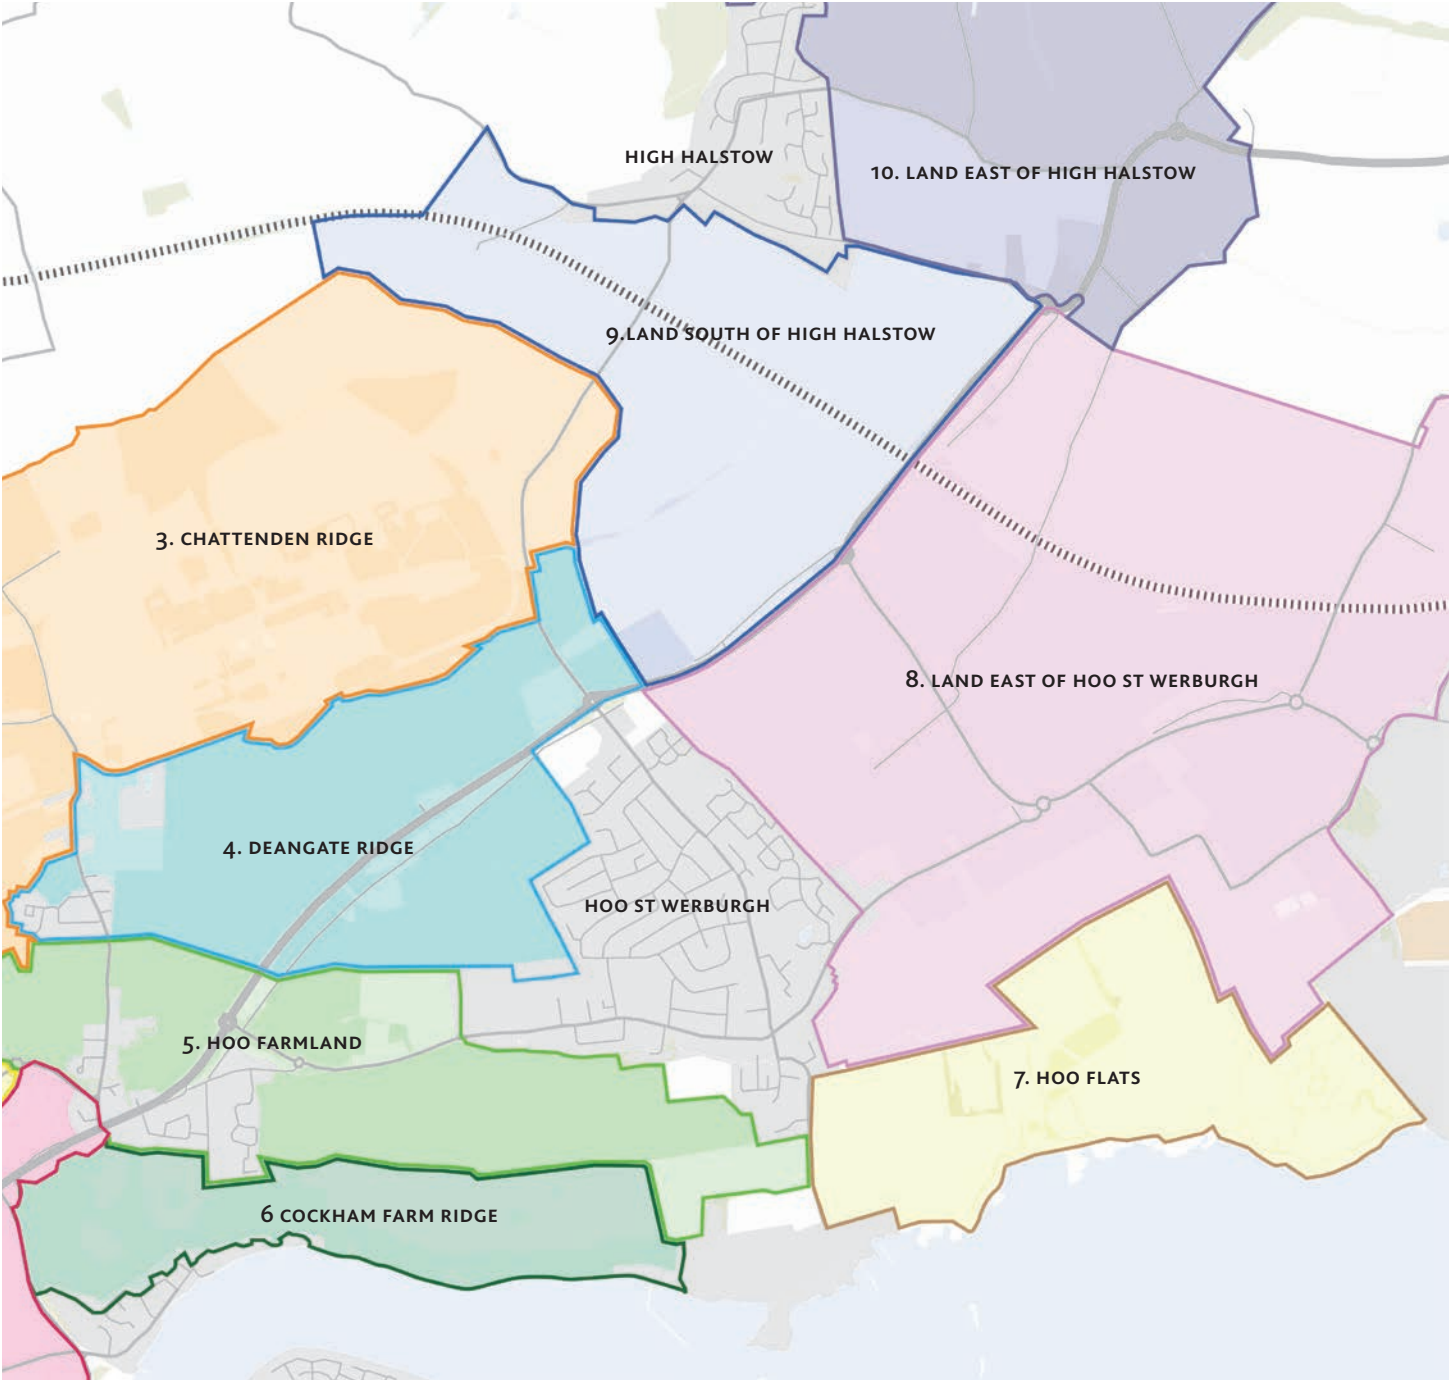 HIGH HALSTOW
10. LAND EAST OF HIGH HALSTOW
9.LAND SOUTH OF HIGH HALSTOW
3. CHATTENDEN RIDGE
8. LAND EAST OF HOO ST WERBURGH
4. DEANGATE RIDGE
HOO ST WERBURGH
5. HOO FARMLAND
7. HOO FLATS
6 COCKHAM FARM RIDGE